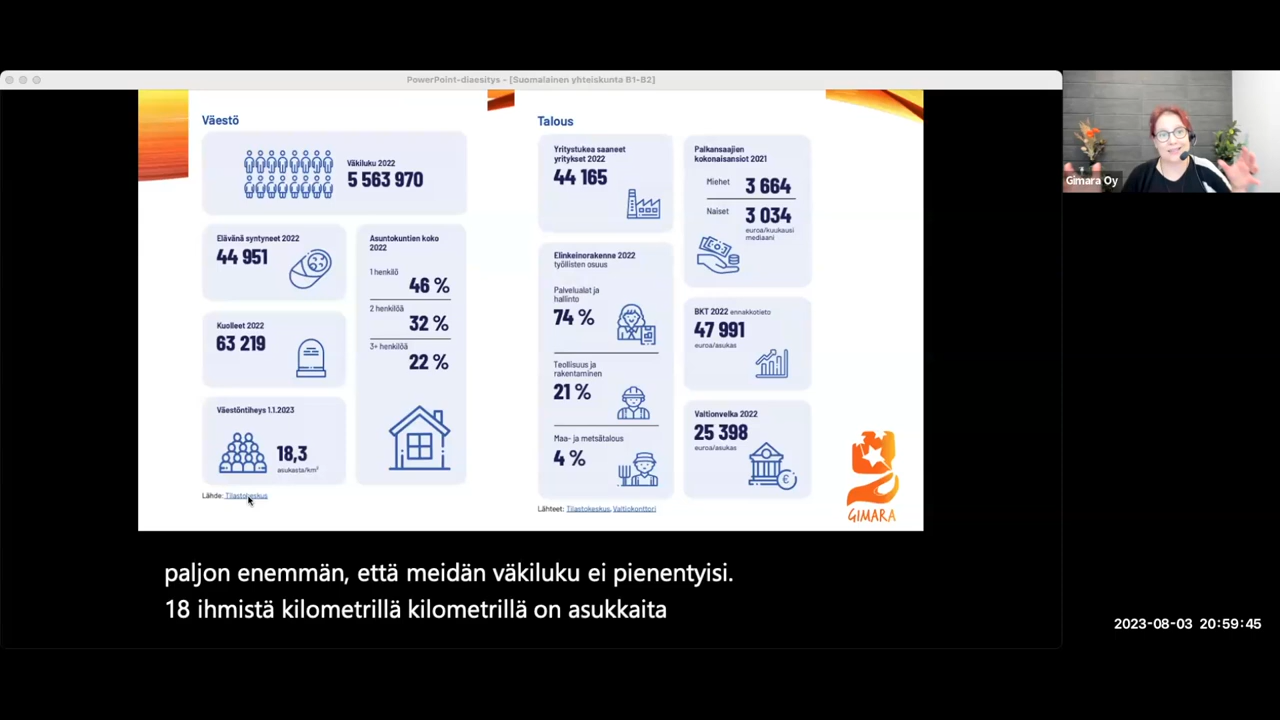 PowerPoint-diaesitys - [Suomalainen yhteiskunta B1-B2]
Väestö
Väkiluku 2022
5 563 970
Elävänä syntyneet 2022
44 951
Kuolleet 2022
63 219
Väestöntiheys 1.1.2023
18,3
asukasta/km²
Asuntokuntien koko
2022
1 henkilö
46 %
2 henkilöä
32 %
3+ henkilöä
22 %
Lähde: Tilastokeskus
Talous
Yritystukea saaneet
yritykset 2022
44 165
Elinkeinorakenne 2022
työllisten osuus
Palvelualat ja
hallinto
74 %
Teollisuus ja
rakentaminen
21 %
Maa- ja metsätalous
4 %
Palkansaajien
kokonaisansiot 2021
Miehet 3 664
Naiset 3 034
euroa/kuukausi
mediaani
BKT 2022 ennakkotieto
47 991
euroa/asukas
Valtionvelka 2022
25 398
euroa/asukas
€
Lähteet: Tilastokeskus, Valtiokonttori
GIMARA
Gimara Oy
paljon enemmän, että meidän väkiluku ei pienentyisi.
18 ihmistä kilometrillä kilometrillä on asukkaita
2023-08-03 20:59:45